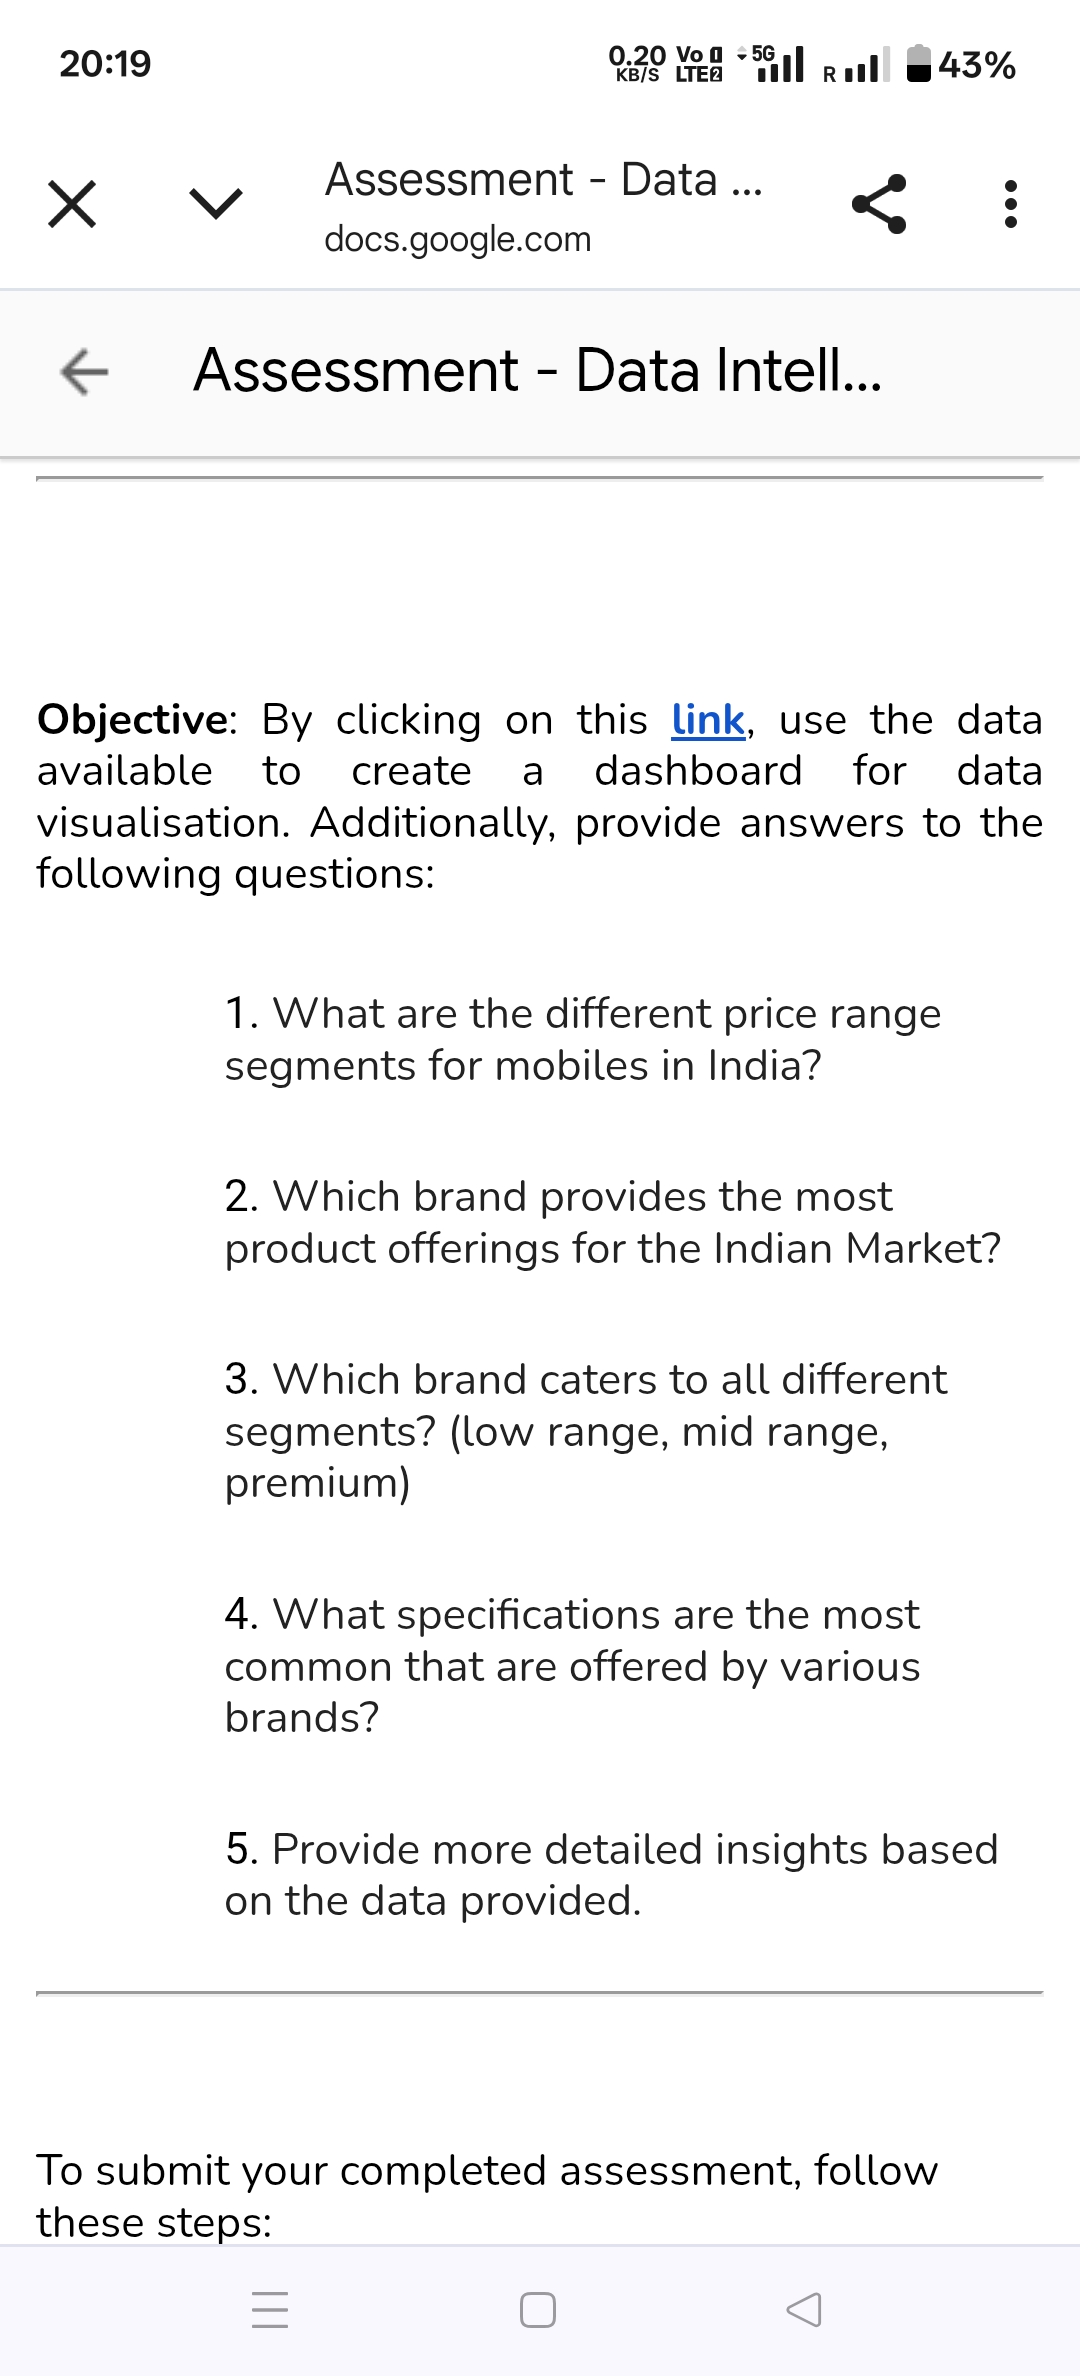 20:19
0.20 KB/S Vo 1 LTE 2 5G R 43%
Assessment - Data ...
docs.google.com
Assessment - Data Intell...
Objective: By clicking on this link, use the data
available to create a dashboard for data
visualisation. Additionally, provide answers to the
following questions:
1. What are the different price range
segments for mobiles in India?
2. Which brand provides the most
product offerings for the Indian Market?
3. Which brand caters to all different
segments? (low range, mid range,
premium)
4. What specifications are the most
common that are offered by various
brands?
5. Provide more detailed insights based
on the data provided.
To submit your completed assessment, follow
these steps: